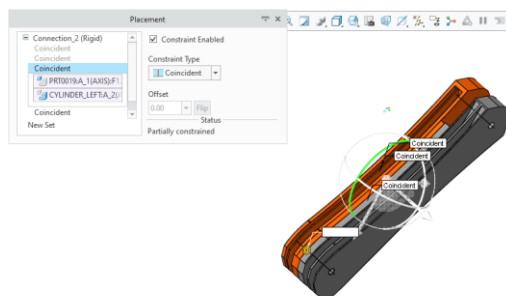 Placement
Connection_2 (Rigid)
Coincident
Coincident
Coincident
PRT0019:A_1(AXIS):F1
CYLINDER_LEFT:A_2(
Coincident
New Set
Constraint Enabled
Constraint Type
Coincident
Offset
0.00
Flip
Status
Partially constrained
Coincident
Coincident
Coincident